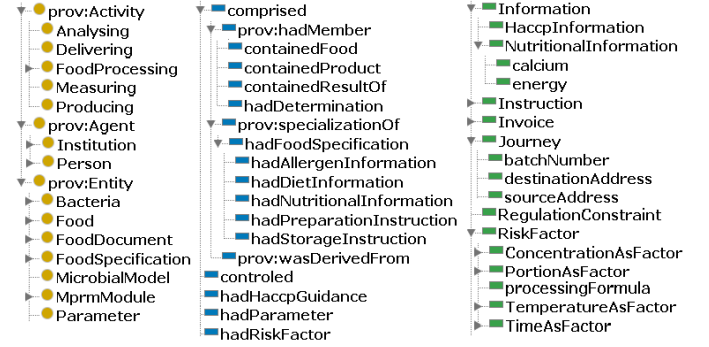 prov:Activity
Analysing
Delivering
FoodProcessing
Measuring
Producing
prov:Agent
Institution
Person
prov:Entity
Bacteria
Food
FoodDocument
FoodSpecification
MicrobialModel
MprmModule
Parameter
comprised
prov:hadMember
containedFood
containedProduct
containedResultOf
hadDetermination
prov:specializationOf
hadFoodSpecification
hadAllergenInformation
hadDietInformation
hadNutritionalInformation
hadPreparationInstruction
hadStorageInstruction
prov:wasDerivedFrom
controled
hadHaccpGuidance
hadParameter
hadRiskFactor
Information
HaccpInformation
NutritionalInformation
calcium
energy
Instruction
Invoice
Journey
batchNumber
destinationAddress
sourceAddress
RegulationConstraint
RiskFactor
ConcentrationAsFactor
PortionAsFactor
processingFormula
TemperatureAsFactor
TimeAsFactor